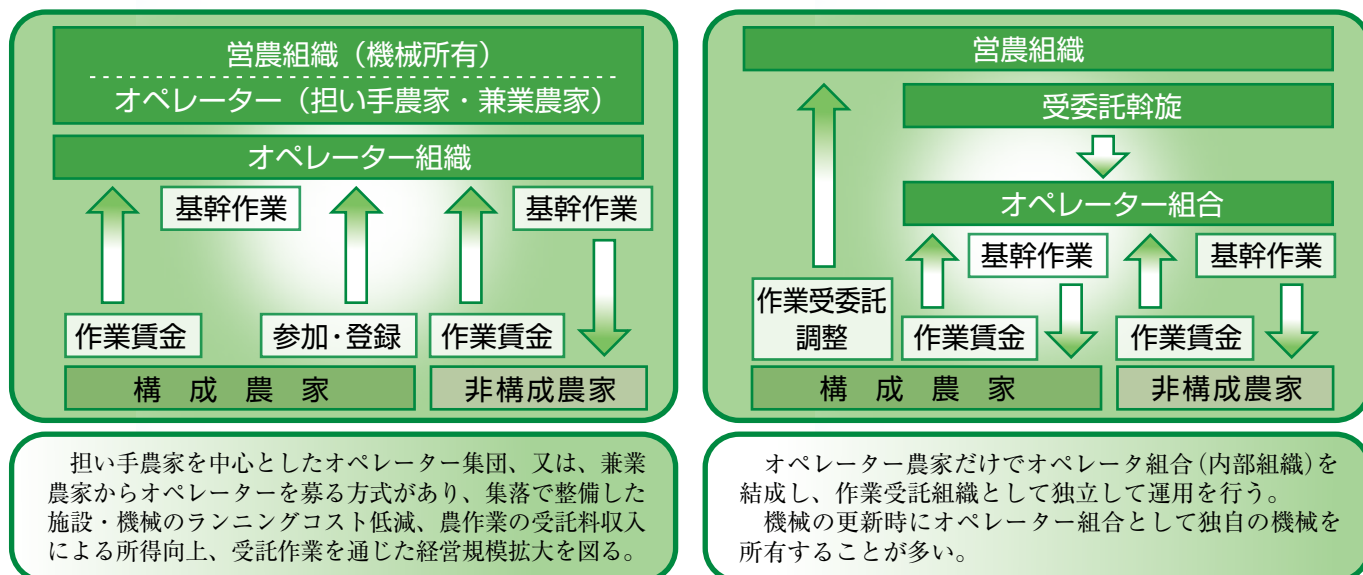 営農組織（機械所有）
オペレーター（担い手農家・兼業農家）
オペレーター組織
基幹作業
基幹作業
作業賃金
参加・登録
作業賃金
構成農家
非構成農家
担い手農家を中心としたオペレーター集団、又は、兼業
農家からオペレーターを募る方式があり、集落で整備した
施設・機械のランニングコスト低減、農作業の受託料収入
による所得向上、受託作業を通じた経営規模拡大を図る。
営農組織
受委託斡旋
オペレーター組合
基幹作業
基幹作業
作業受委託
調整
作業賃金
作業賃金
構成農家
非構成農家
オペレーター農家だけでオペレータ組合（内部組織）を
結成し、作業受託組織として独立して運用を行う。
機械の更新時にオペレーター組合として独自の機械を
所有することが多い。